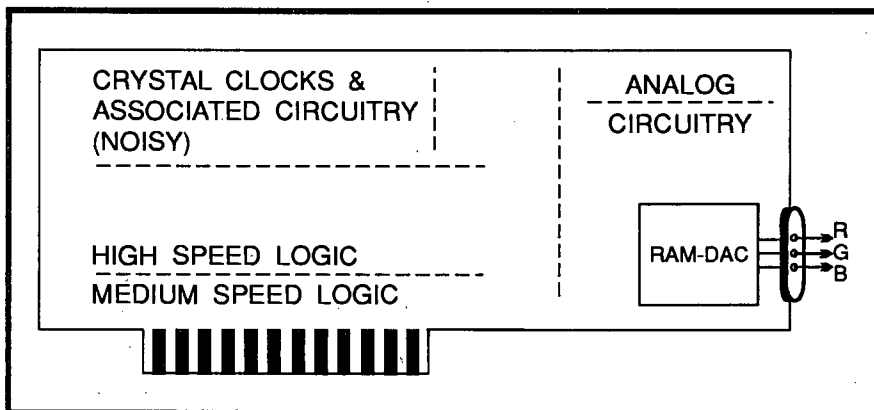 CRYSTAL CLOCKS &
ASSOCIATED CIRCUITRY
(NOISY)
HIGH SPEED LOGIC
MEDIUM SPEED LOGIC
ANALOG
CIRCUITRY
RAM-DAC
R
G
B